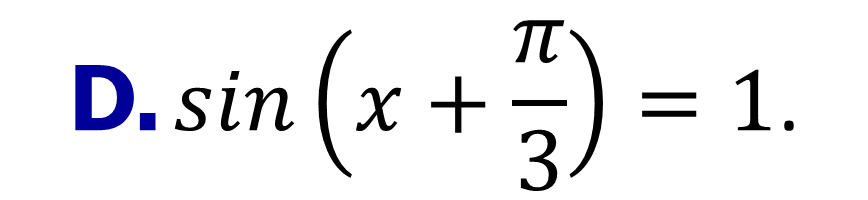 D. sin(x + π/3) = 1.